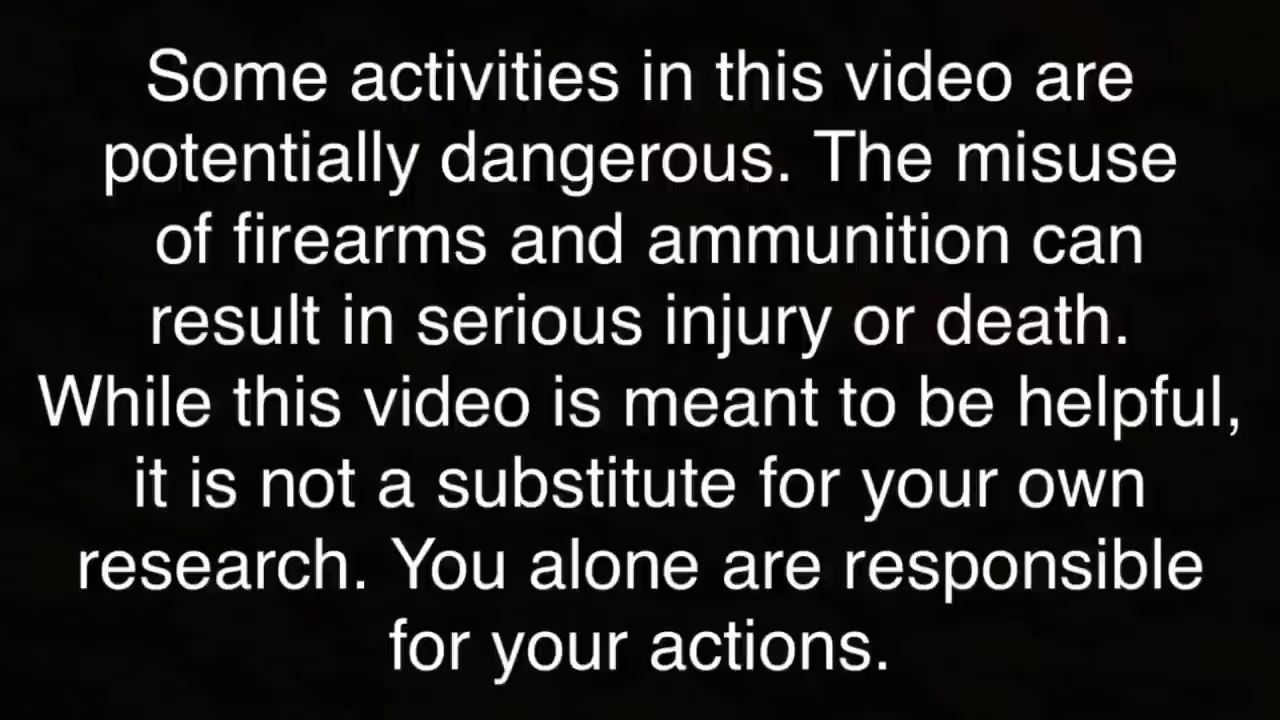 Some activities in this video are
potentially dangerous. The misuse
of firearms and ammunition can
result in serious injury or death.
While this video is meant to be helpful,
it is not a substitute for your own
research. You alone are responsible
for your actions.